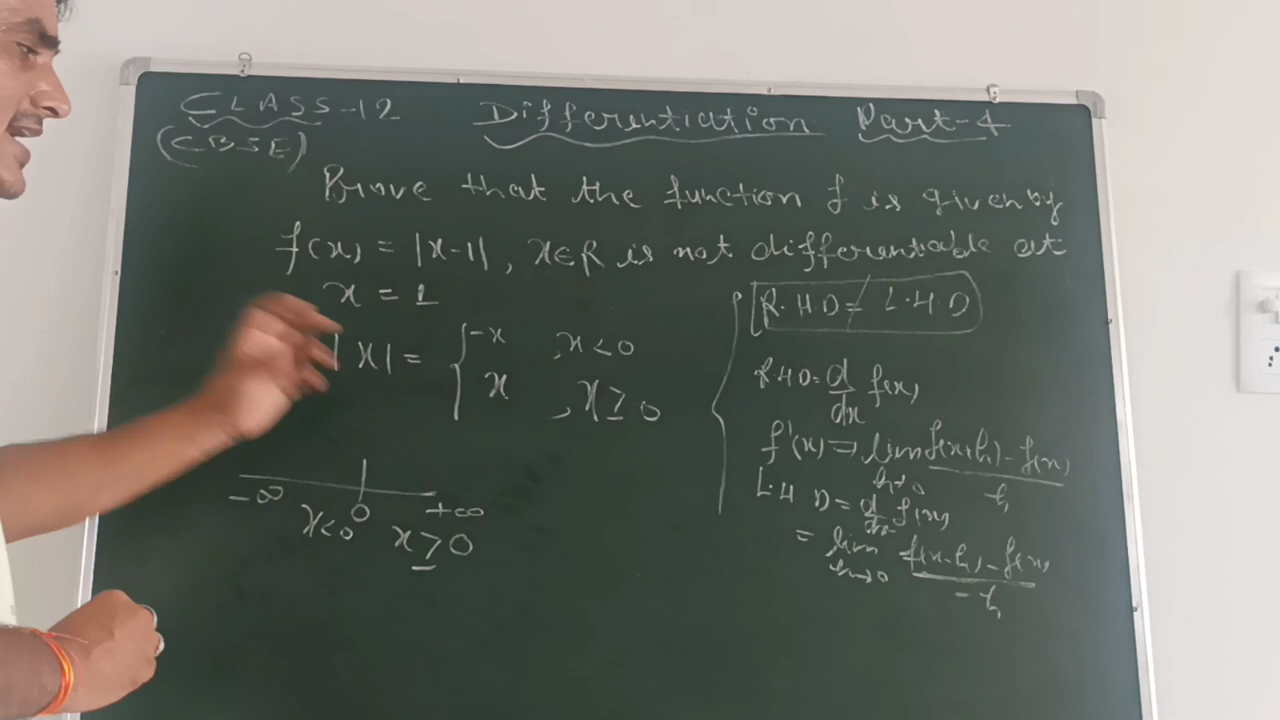 CLASS-12 Differentiation Part-4
(CBSE)
Prove that the function f is given by
f(x) = |x-1|, x∈R is not differentiable at
x = 1
|x| = { -x , x<0
x , x≥0
-∞ 0 +∞
x<0 x≥0
R.H.D ≠ L.H.D
R.H.D = d/dx f(x)
f'(x) = lim h→0 f(x+h) - f(x) / h
L.H.D = d/dx f(x)
= lim h→0 f(x-h) - f(x) / -h